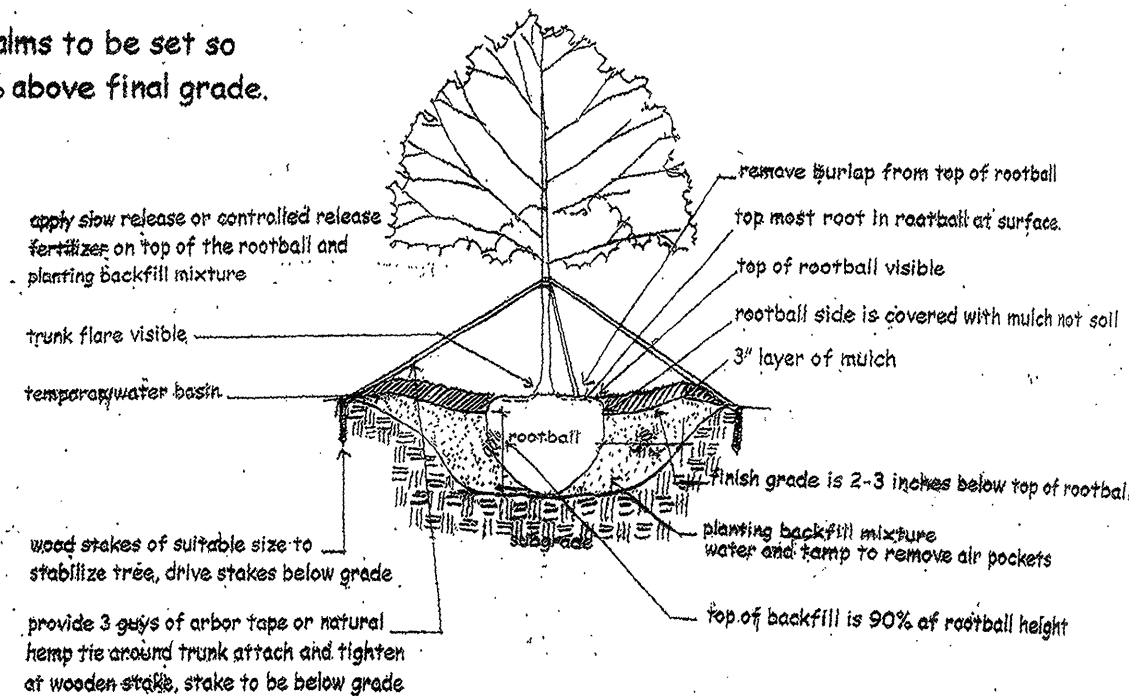 alms to be set so
% above final grade.
apply slow release or controlled release
fertilizer on top of the rootball and
planting backfill mixture
trunk flare visible
temporary water basin
wood stakes of suitable size to
stabilize tree, drive stakes below grade
provide 3 guys of arbor tape or natural
hemp tie around trunk attach and tighten
at wooden stake, stake to be below grade
remove burlap from top of rootball
top most root in rootball at surface.
top of rootball visible
rootball side is covered with mulch not soil
3" layer of mulch
rootball
finish grade is 2-3 inches below top of rootbal
subgrade
planting backfill mixture
water and tamp to remove air pockets
top of backfill is 90% of rootball height